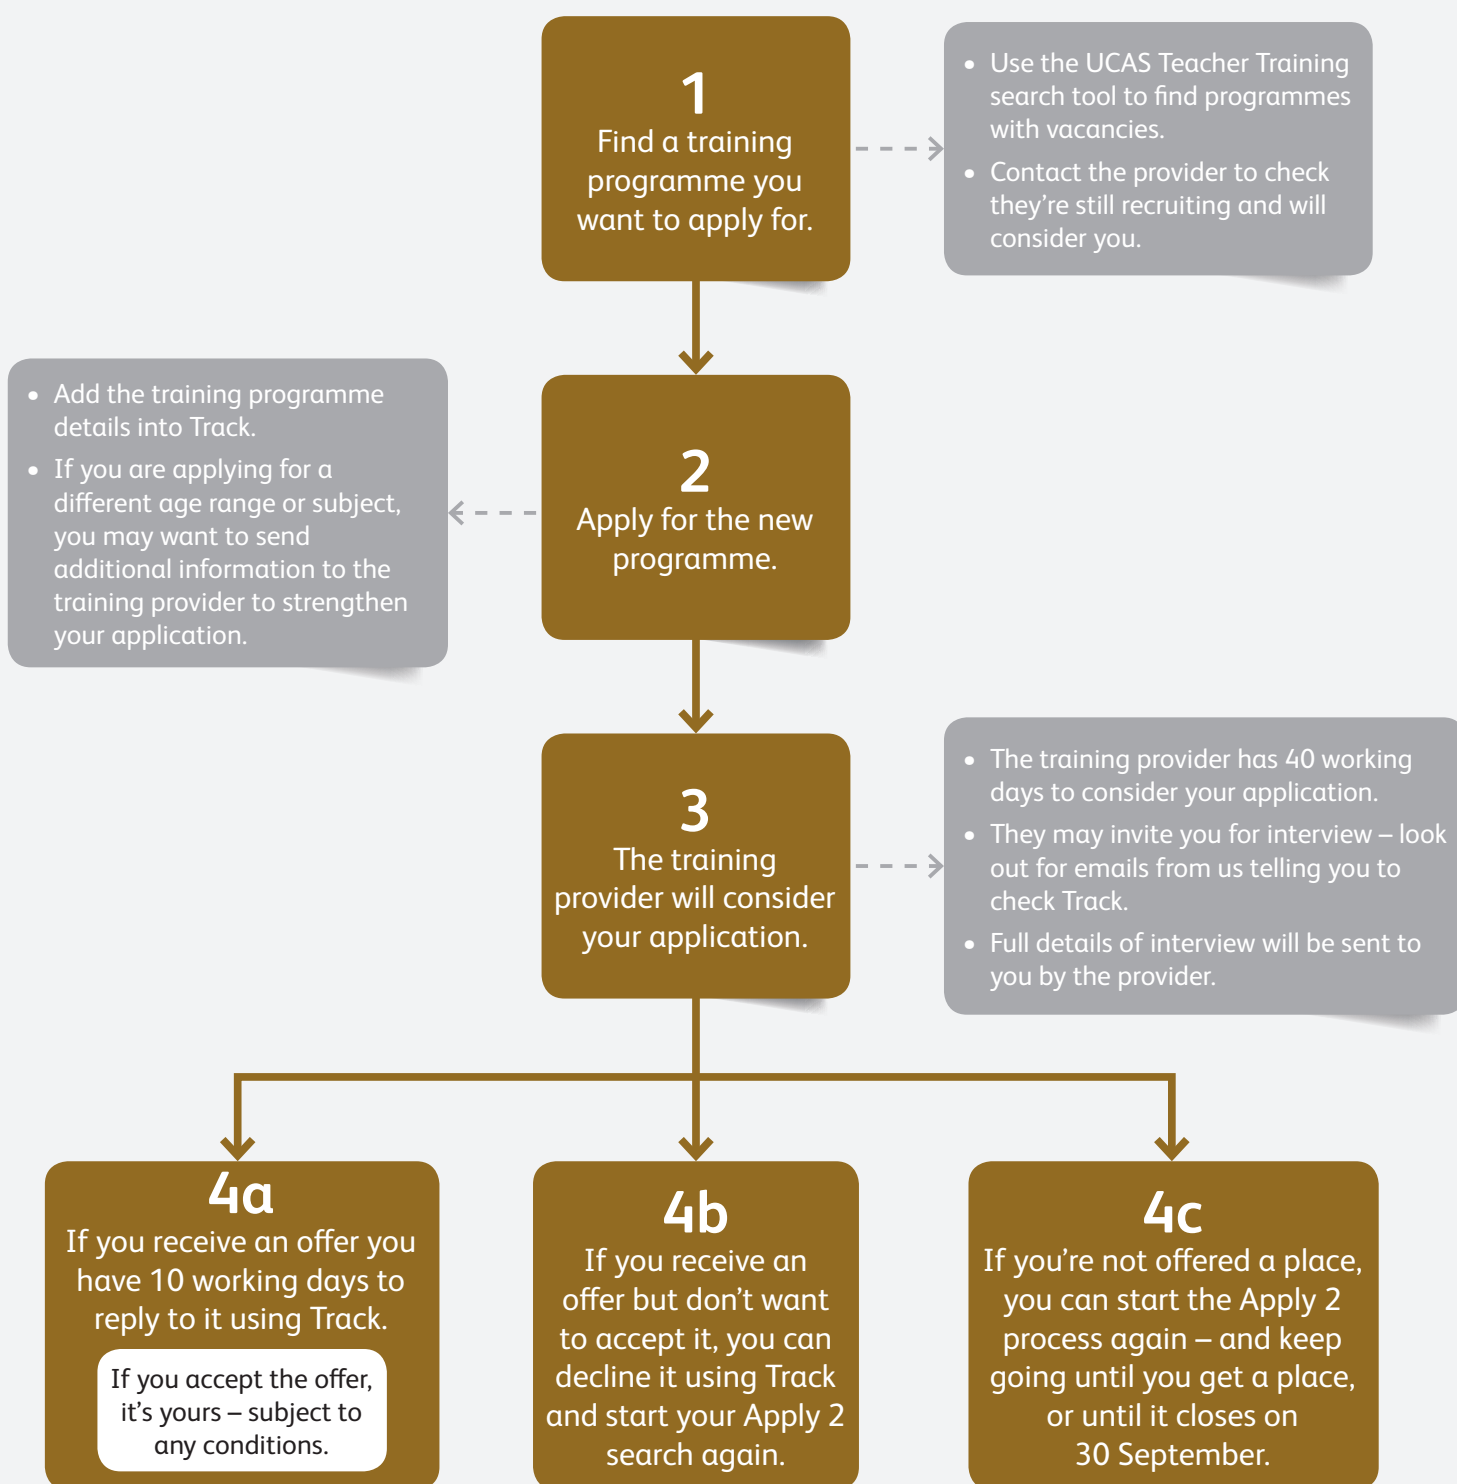 1
Find a training
programme you
want to apply for.
• Use the UCAS Teacher Training
search tool to find programmes
with vacancies.
• Contact the provider to check
they’re still recruiting and will
consider you.
• Add the training programme
details into Track.
• If you are applying for a
different age range or subject,
you may want to send
additional information to the
training provider to strengthen
your application.
2
Apply for the new
programme.
3
The training
provider will consider
your application.
• The training provider has 40 working
days to consider your application.
• They may invite you for interview – look
out for emails from us telling you to
check Track.
• Full details of interview will be sent to
you by the provider.
4a
If you receive an offer you
have 10 working days to
reply to it using Track.
If you accept the offer,
it’s yours – subject to
any conditions.
4b
If you receive an
offer but don’t want
to accept it, you can
decline it using Track
and start your Apply 2
search again.
4c
If you’re not offered a place,
you can start the Apply 2
process again – and keep
going until you get a place,
or until it closes on
30 September.